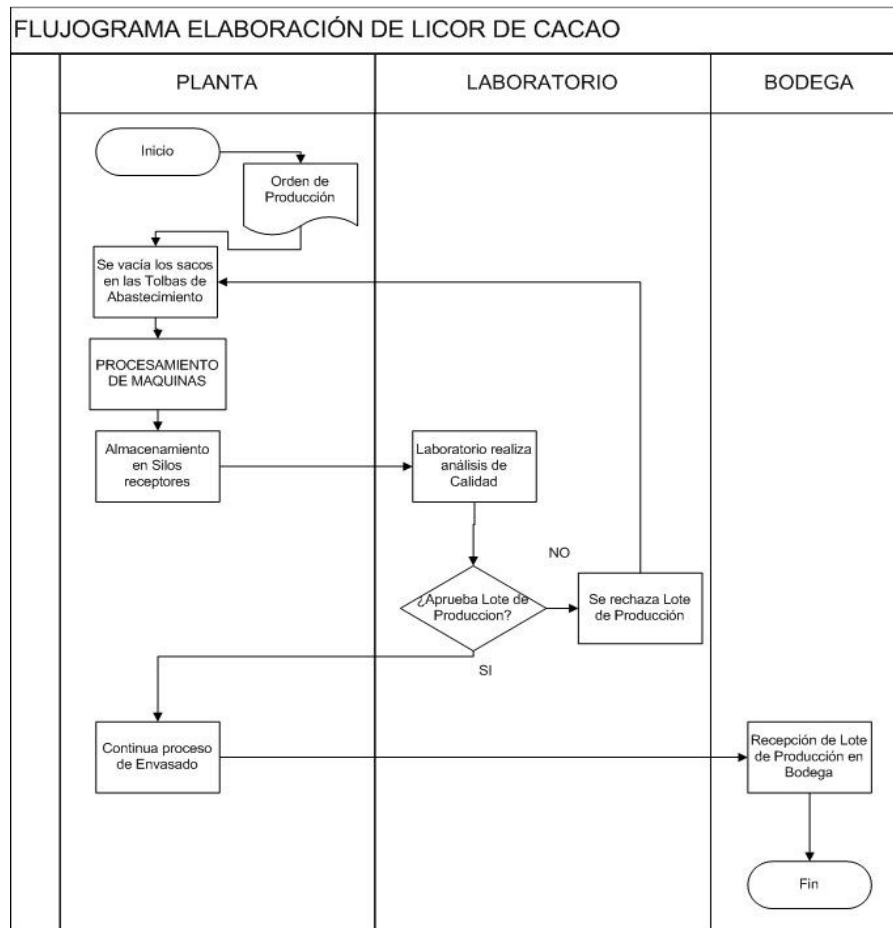 FLUJOGRAMA ELABORACIÓN DE LICOR DE CACAO
PLANTA
LABORATORIO
BODEGA
Inicio
Orden de
Producción
Se vacía los sacos
en las Tolbas de
Abastecimiento
PROCESAMIENTO
DE MAQUINAS
Almacenamiento
en Silos
receptores
Laboratorio realiza
análisis de
Calidad
¿Aprueba Lote de
Produccion?
NO
Se rechaza Lote
de Producción
SI
Continua proceso
de Envasado
Recepción de Lote
de Producción en
Bodega
Fin